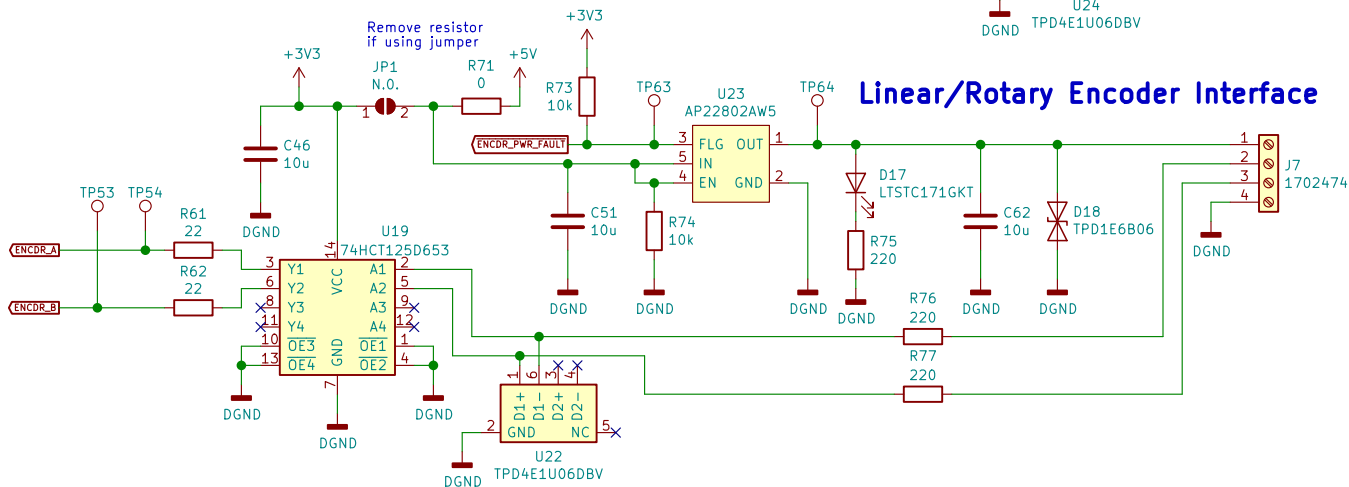 U24
TPD4E1U06DBV
DGND
Remove resistor
if using jumper
+3V3
+3V3
+5V
JP1
N.O.
1
2
R71
0
R73
10k
TP63
U23
AP22802AW5
TP64
Linear/Rotary Encoder Interface
ENCDR_PWR_FAULT
3
FLG
OUT
1
5
IN
4
EN
GND
2
C46
10u
DGND
TP53
TP54
C51
10u
DGND
R74
10k
DGND
DGND
D17
LTSTC171GKT
R75
220
DGND
C62
10u
DGND
D18
TPD1E6B06
DGND
1
2
3
4
J7
1702474
DGND
ENCDR_A
R61
22
ENCDR_B
R62
22
U19
74HCT125D653
14
VCC
3
Y1
A1
2
6
Y2
A2
5
8
Y3
A3
9
11
Y4
A4
12
10
OE3
OE1
1
13
OE4
OE2
4
GND
7
DGND
DGND
DGND
R76
220
R77
220
1
6
3
4
D1+
D1-
D2+
D2-
2
GND
NC
5
U22
TPD4E1U06DBV
DGND